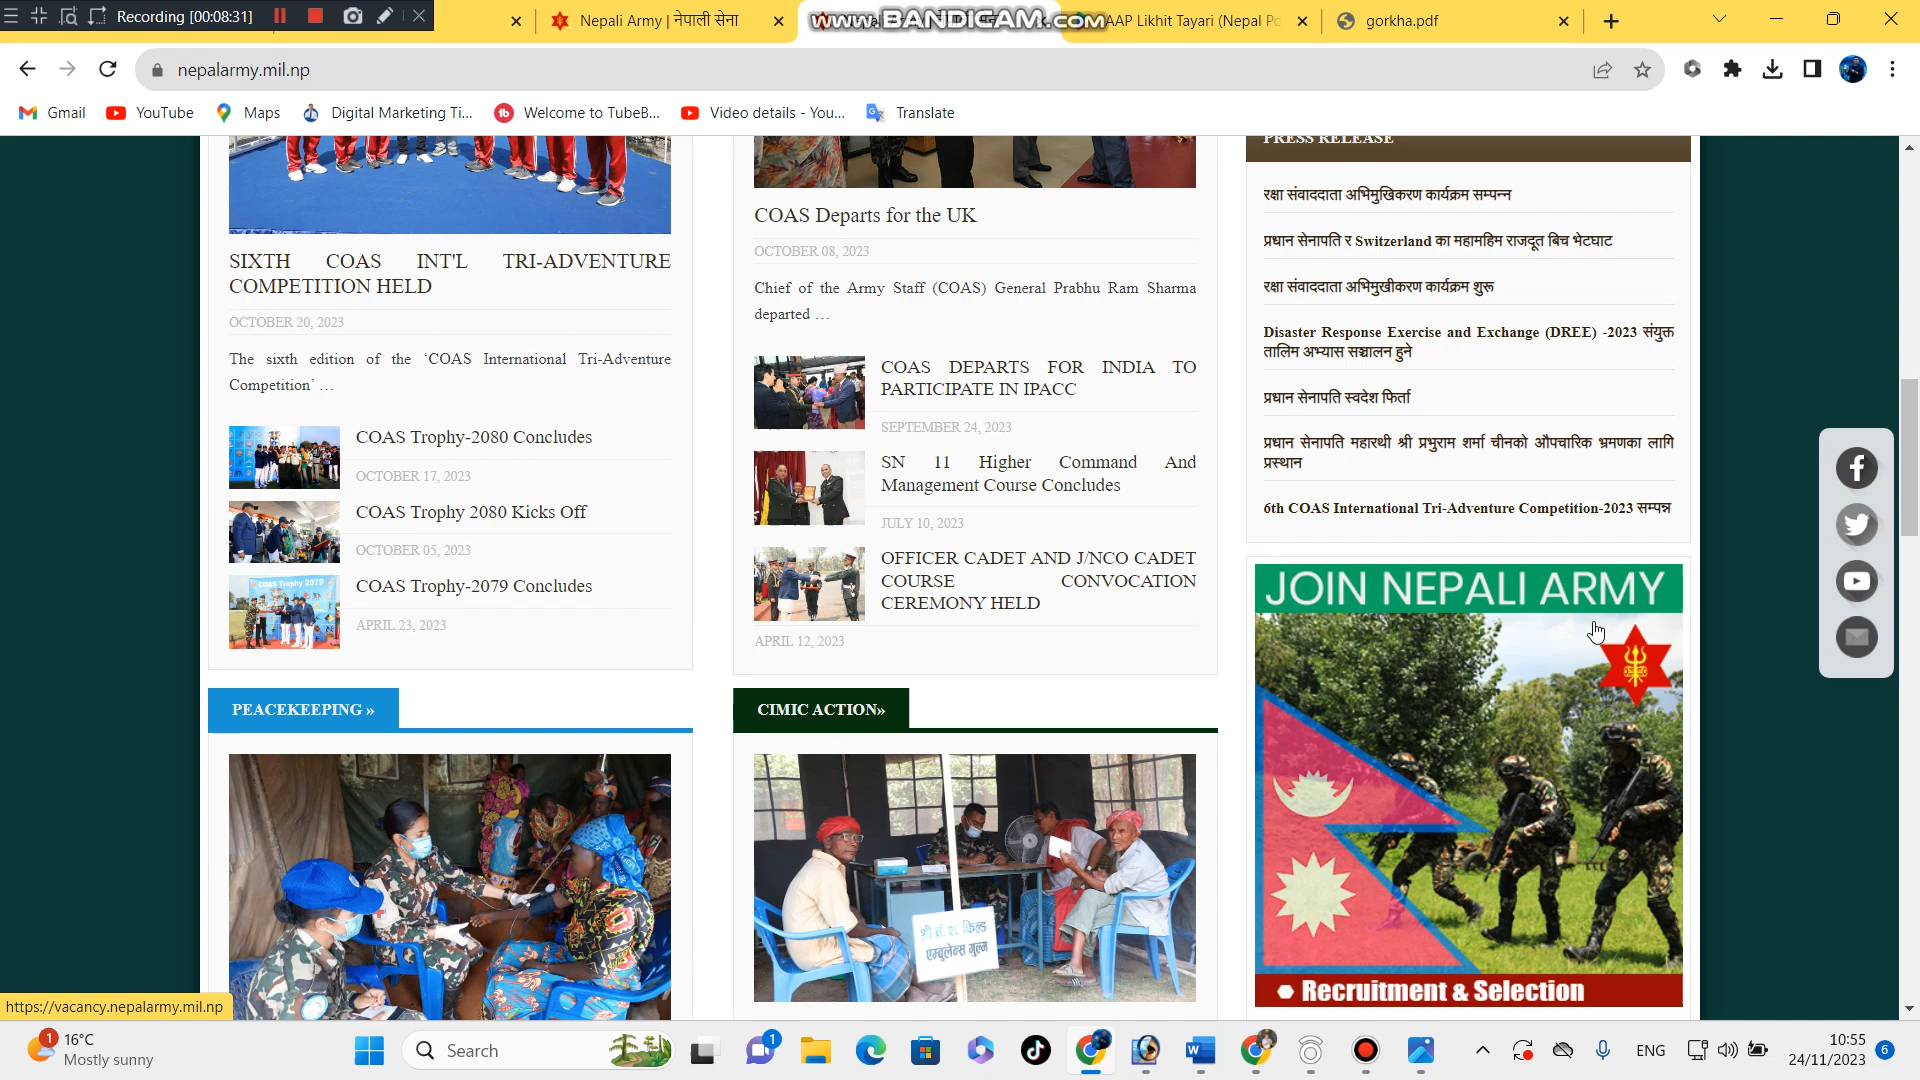 Recording [00:08:31]
Nepali Army | नेपाली सेना
www.BANDICAM.com
AAP Likhit Tayari (Nepal Po
gorkha.pdf
nepalarmy.mil.np
Gmail
YouTube
Maps
Digital Marketing Ti...
Welcome to TubeB...
Video details - You...
Translate
SIXTH COAS INT'L TRI-ADVENTURE
COMPETITION HELD
OCTOBER 20, 2023
The sixth edition of the ‘COAS International Tri-Adventure
Competition’ ...
COAS Trophy-2080 Concludes
OCTOBER 17, 2023
COAS Trophy 2080 Kicks Off
OCTOBER 05, 2023
COAS Trophy 2079
COAS Trophy-2079 Concludes
APRIL 23, 2023
PEACEKEEPING »
COAS Departs for the UK
OCTOBER 08, 2023
Chief of the Army Staff (COAS) General Prabhu Ram Sharma
departed ...
COAS DEPARTS FOR INDIA TO
PARTICIPATE IN IPACC
SEPTEMBER 24, 2023
SN 11 Higher Command And
Management Course Concludes
JULY 10, 2023
OFFICER CADET AND J/NCO CADET
COURSE CONVOCATION
CEREMONY HELD
APRIL 12, 2023
CIMIC ACTION»
श्री नं. २८ फिल्ड
एम्बुलेन्स गुल्म
PRESS RELEASE
रक्षा संवाददाता अभिमुखिकरण कार्यक्रम सम्पन्न
प्रधान सेनापति र Switzerland का महामहिम राजदूत बिच भेटघाट
रक्षा संवाददाता अभिमुखीकरण कार्यक्रम शुरू
Disaster Response Exercise and Exchange (DREE) -2023 संयुक्त
तालिम अभ्यास सञ्चालन हुने
प्रधान सेनापति स्वदेश फिर्ता
प्रधान सेनापति महारथी श्री प्रभुराम शर्मा चीनको औपचारिक भ्रमणका लागि
प्रस्थान
6th COAS International Tri-Adventure Competition-2023 सम्पन्न
JOIN NEPALI ARMY
Recruitment & Selection
https://vacancy.nepalarmy.mil.np
1
16°C
Mostly sunny
Search
1
ENG
10:55
24/11/2023
6